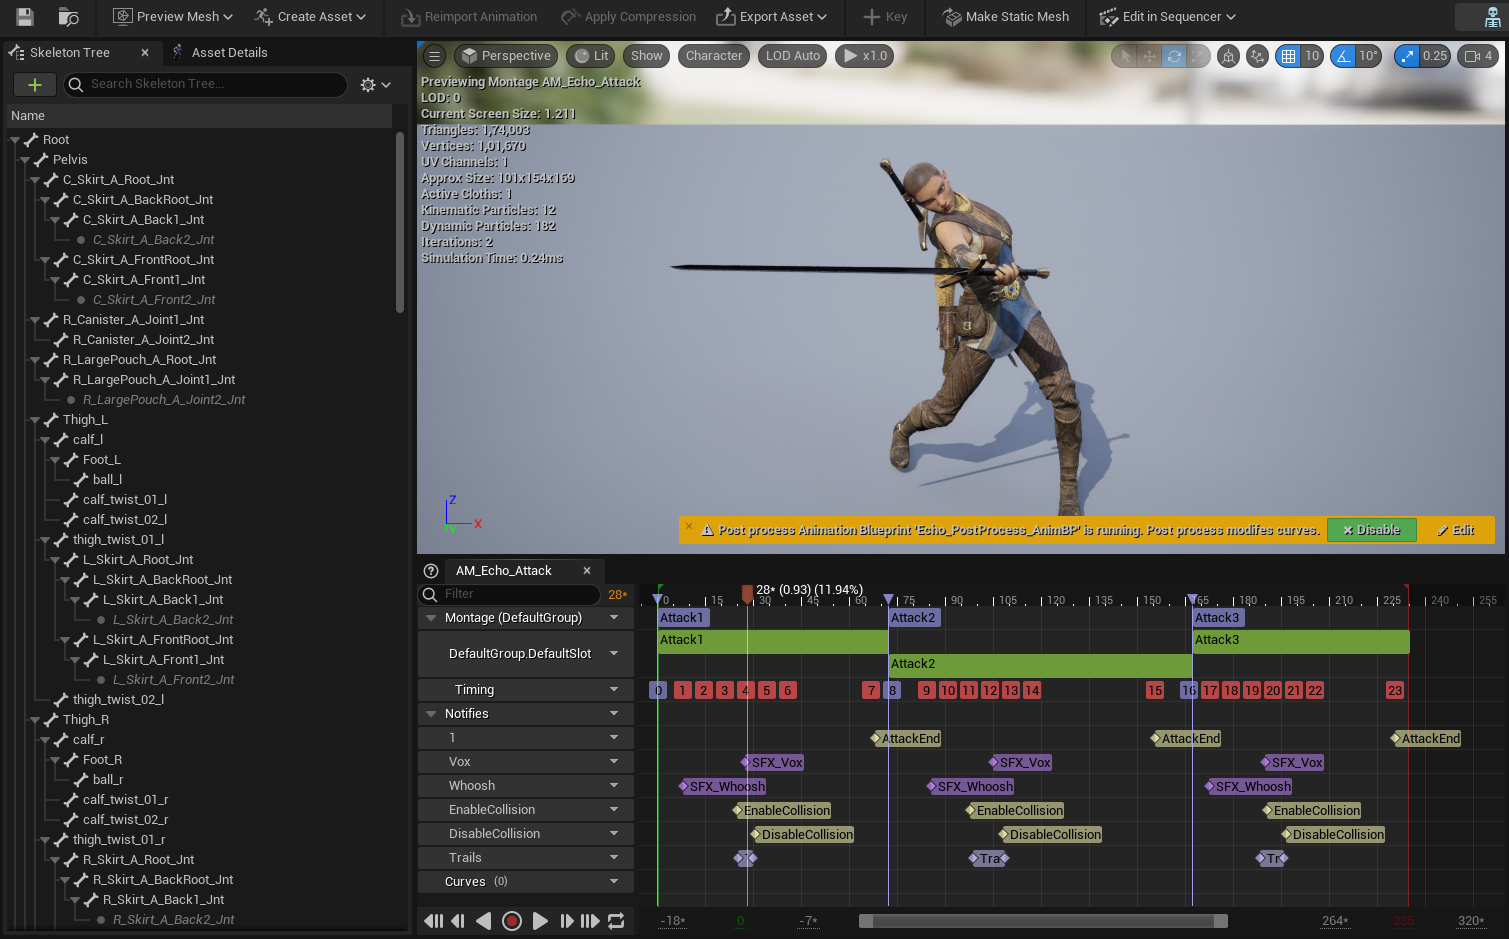 Preview Mesh Create Asset Reimport Animation Apply Compression Export Asset Key Make Static Mesh Edit in Sequencer
Skeleton Tree × Asset Details
Search Skeleton Tree...
Name
Root
Pelvis
C_Skirt_A_Root_Jnt
C_Skirt_A_BackRoot_Jnt
C_Skirt_A_Back1_Jnt
C_Skirt_A_Back2_Jnt
C_Skirt_A_FrontRoot_Jnt
C_Skirt_A_Front1_Jnt
C_Skirt_A_Front2_Jnt
R_Canister_A_Joint1_Jnt
R_Canister_A_Joint2_Jnt
R_LargePouch_A_Root_Jnt
R_LargePouch_A_Joint1_Jnt
R_LargePouch_A_Joint2_Jnt
Thigh_L
calf_l
Foot_L
ball_l
calf_twist_01_l
calf_twist_02_l
thigh_twist_01_l
L_Skirt_A_Root_Jnt
L_Skirt_A_BackRoot_Jnt
L_Skirt_A_Back1_Jnt
L_Skirt_A_Back2_Jnt
L_Skirt_A_FrontRoot_Jnt
L_Skirt_A_Front1_Jnt
L_Skirt_A_Front2_Jnt
thigh_twist_02_l
Thigh_R
calf_r
Foot_R
ball_r
calf_twist_01_r
calf_twist_02_r
thigh_twist_01_r
R_Skirt_A_Root_Jnt
R_Skirt_A_BackRoot_Jnt
R_Skirt_A_Back1_Jnt
R_Skirt_A_Back2_Jnt
Perspective Lit Show Character LOD Auto x1.0 10 10° 0.25 4
Previewing Montage AM_Echo_Attack
LOD: 0
Current Screen Size: 1.211
Triangles: 1,74,003
Vertices: 1,01,670
UV Channels: 1
Approx Size: 101x154x169
Active Cloths: 1
Kinematic Particles: 12
Dynamic Particles: 182
Iterations: 2
Simulation Time: 0.24ms
Z
X
Y
Post process Animation Blueprint 'Echo_PostProcess_AnimBP' is running. Post process modifes curves. Disable Edit
AM_Echo_Attack ×
Filter 28*
28* (0.93) (11.94%)
0 15 30 45 60 75 90 105 120 135 150 165 180 195 210 225 240 255
Montage (DefaultGroup) Attack1 Attack2 Attack3
Attack1 Attack3
DefaultGroup.DefaultSlot
Attack2
Timing 0 1 2 3 4 5 6 7 8 9 10 11 12 13 14 15 16 17 18 19 20 21 22 23
Notifies
1 AttackEnd AttackEnd AttackEnd
Vox SFX_Vox SFX_Vox SFX_Vox
Whoosh SFX_Whoosh SFX_Whoosh SFX_Whoosh
EnableCollision EnableCollision EnableCollision EnableCollision
DisableCollision DisableCollision DisableCollision DisableCollision
Trails Tra Tr
Curves (0)
-18* 0 -7* 264* 235 320*